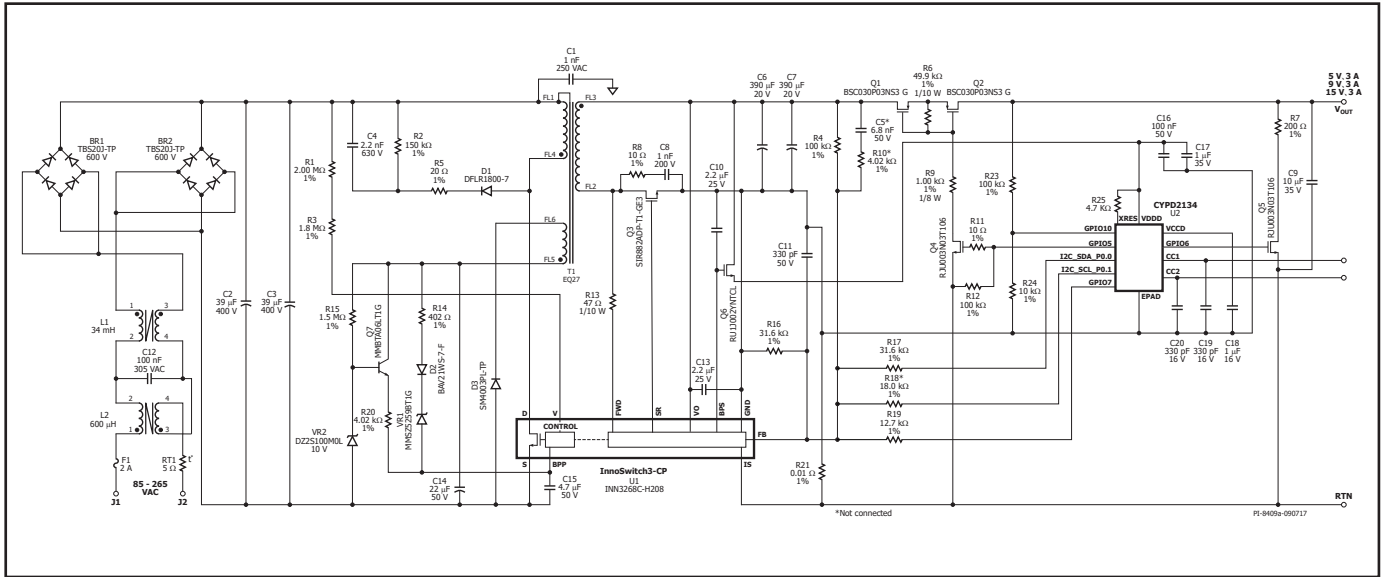 C1
1 nF
250 VAC
FL1
FL3
FL4
FL2
FL6
FL5
T1
EQ27
BR1
TBS20J-TP
600 V
BR2
TBS20J-TP
600 V
R1
2.00 MΩ
1%
R3
1.8 MΩ
1%
C4
2.2 nF
630 V
R2
150 kΩ
1%
R5
20 Ω
1%
D1
DFLR1800-7
R8
10 Ω
1%
C8
1 nF
200 V
Q3
SIR882ADP-T1-GE3
C10
2.2 µF
25 V
C6
390 µF
20 V
C7
390 µF
20 V
R4
100 kΩ
1%
Q1
BSC030P03NS3 G
R6
49.9 kΩ
1%
1/10 W
Q2
BSC030P03NS3 G
C5*
6.8 nF
50 V
R10*
4.02 kΩ
1%
R9
1.00 kΩ
1%
1/8 W
R23
100 kΩ
1%
C16
100 nF
50 V
C17
1 µF
35 V
R7
200 Ω
1%
C9
10 µF
35 V
5 V, 3 A
9 V, 3 A
15 V, 3 A
VOUT
R25
4.7 KΩ
CYPD2134
U2
XRES
VDDD
GPIO10
GPIO5
I2C_SDA_P0.0
I2C_SCL_P0.1
GPIO7
VCCD
GPIO6
CC1
CC2
EPAD
Q5
RJU003N03T106
Q4
RJU003N03T106
R11
10 Ω
1%
R12
100 kΩ
1%
R24
10 kΩ
1%
C20
330 pF
16 V
C19
330 pF
16 V
C18
1 µF
16 V
C11
330 pF
50 V
Q6
RU1J002YNTCL
R13
47 Ω
1/10 W
R16
31.6 kΩ
1%
R17
31.6 kΩ
1%
R18*
18.0 kΩ
1%
R19
12.7 kΩ
1%
C13
2.2 µF
25 V
R21
0.01 Ω
1%
L1
34 mH
1
3
2
4
C12
100 nF
305 VAC
L2
600 µH
2
4
1
3
F1
2 A
RT1
5 Ω
t°
85 - 265
VAC
J1
J2
C2
39 µF
400 V
C3
39 µF
400 V
R15
1.5 MΩ
1%
Q7
MMBTA06LT1G
R14
402 Ω
1%
D2
BAV21WS-7-F
VR1
MMSZ5259BT1G
R20
4.02 kΩ
1%
VR2
DZ2S100M0L
10 V
D3
SM4003PL-TP
C14
22 µF
50 V
C15
4.7 µF
50 V
D
V
FWD
SR
VO
BPS
GND
CONTROL
FB
S
BPP
IS
InnoSwitch3-CP
U1
INN3268C-H208
*Not connected
RTN
PI-8409a-090717